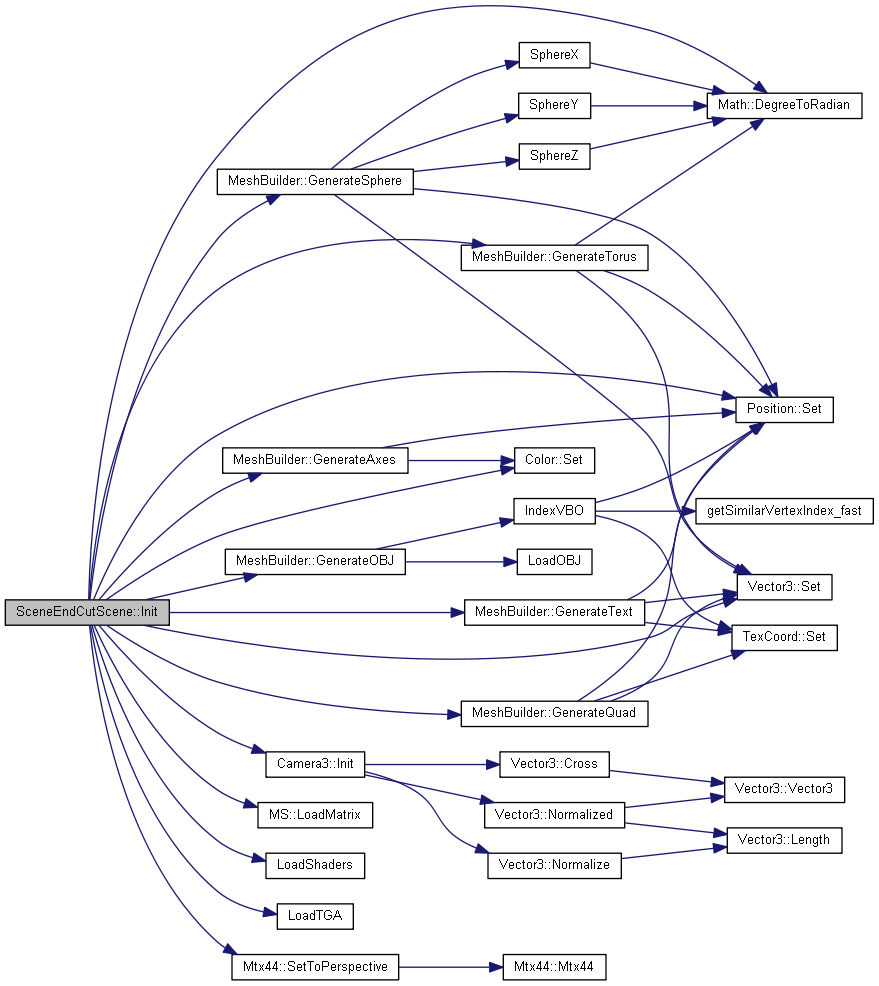 SphereX
SphereY
Math::DegreeToRadian
SphereZ
MeshBuilder::GenerateSphere
MeshBuilder::GenerateTorus
Position::Set
MeshBuilder::GenerateAxes
Color::Set
IndexVBO
getSimilarVertexIndex_fast
MeshBuilder::GenerateOBJ
LoadOBJ
Vector3::Set
SceneEndCutScene::Init
MeshBuilder::GenerateText
TexCoord::Set
MeshBuilder::GenerateQuad
Camera3::Init
Vector3::Cross
Vector3::Vector3
MS::LoadMatrix
Vector3::Normalized
Vector3::Length
LoadShaders
Vector3::Normalize
LoadTGA
Mtx44::SetToPerspective
Mtx44::Mtx44